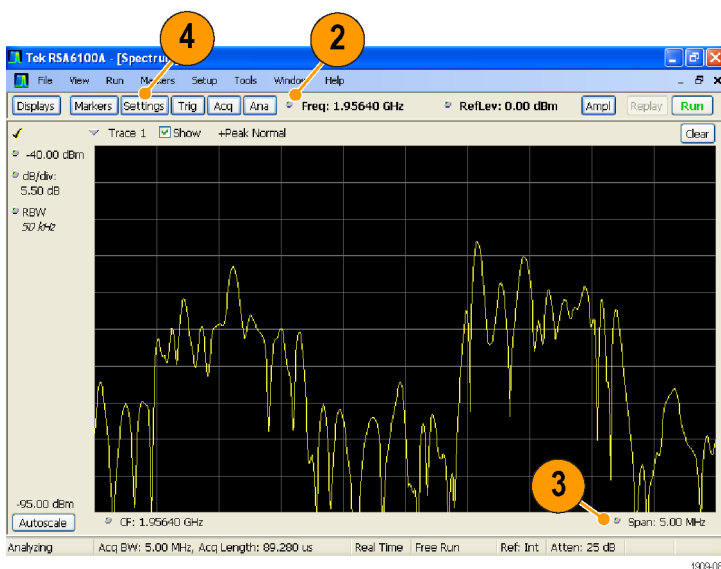 4
2
Tek RSA6100A - [Spectrum]
File View Run Markers Setup Tools Window Help
Displays Markers Settings Trig Acq Ana Freq: 1.95640 GHz RefLev: 0.00 dBm Ampl Replay Run
Trace 1 Show +Peak Normal Clear
-40.00 dBm
dB/div:
5.50 dB
RBW
50 kHz
3
-95.00 dBm
Autoscale CF: 1.95640 GHz Span: 5.00 MHz
Analyzing Acq BW: 5.00 MHz, Acq Length: 89.280 us Real Time Free Run Ref: Int Atten: 25 dB